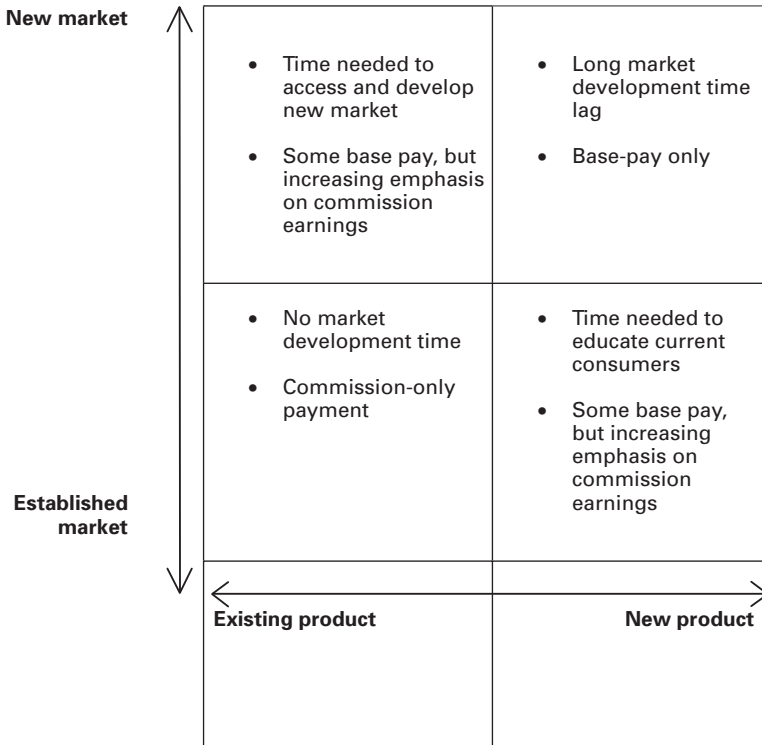 New market
• Time needed to
access and develop
new market
• Some base pay, but
increasing emphasis
on commission
earnings
• Long market
development time
lag
• Base-pay only
• No market
development time
• Commission-only
payment
• Time needed to
educate current
consumers
• Some base pay,
but increasing
emphasis on
commission
earnings
Established
market
Existing product
New product